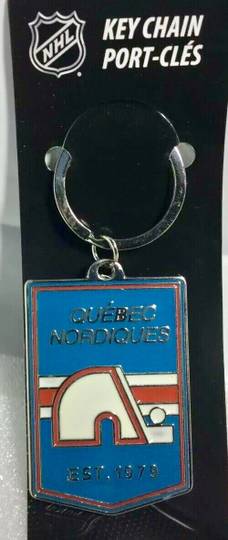 NHL
KEY CHAIN
PORT-CLÉS
QUÉBEC
NORDIQUES
EST. 1979